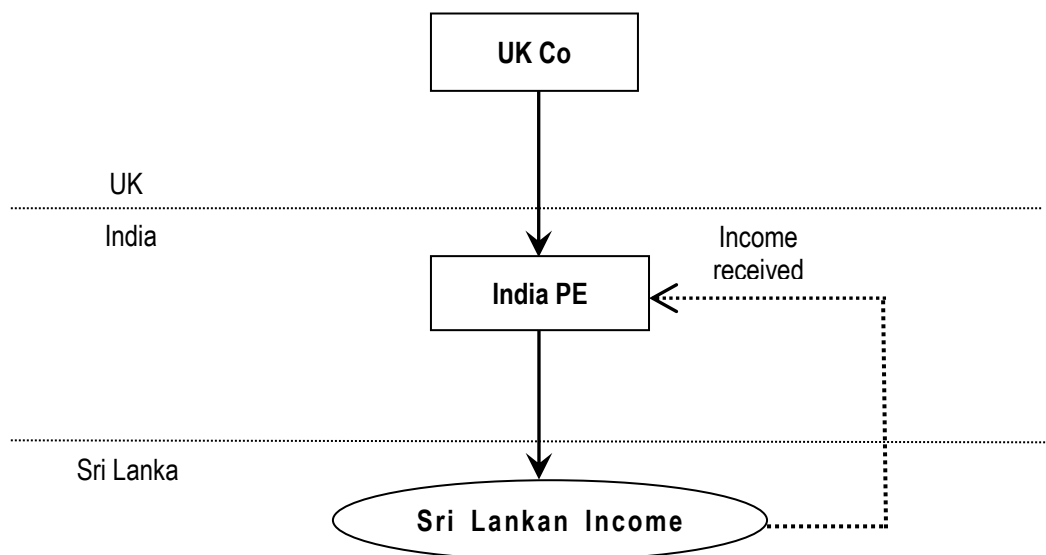 UK Co
UK
India
Income
received
India PE
Sri Lanka
Sri Lankan Income